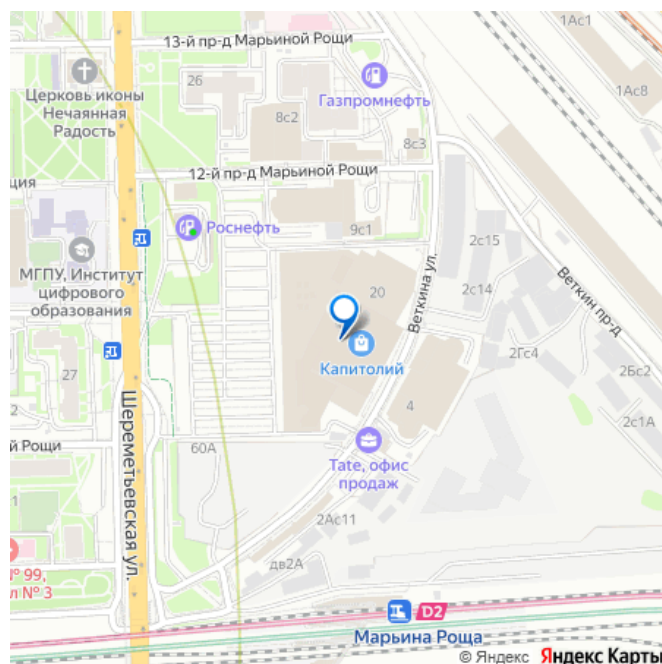 1Ас1
13-й пр-д Марьиной Рощи
1Ас8
26
Церковь иконы
Нечаянная
Радость
Газпромнефть
8с2
8с3
12-й пр-д Марьиной Рощи
ция
Роснефть
9с1
2с15
МГПУ, Институт
цифрового
образования
Веткина ул.
Веткин пр-д
20
2с14
Капитолий
2Гс4
2Бс2
27
2
4
2с1А
Шереметьевская ул.
й Рощи
60А
Tate, офис
продаж
1
2Ас11
№ 99,
л № 3
дв2А
D2
Марьина Роща
© Яндекс Яндекс Карты